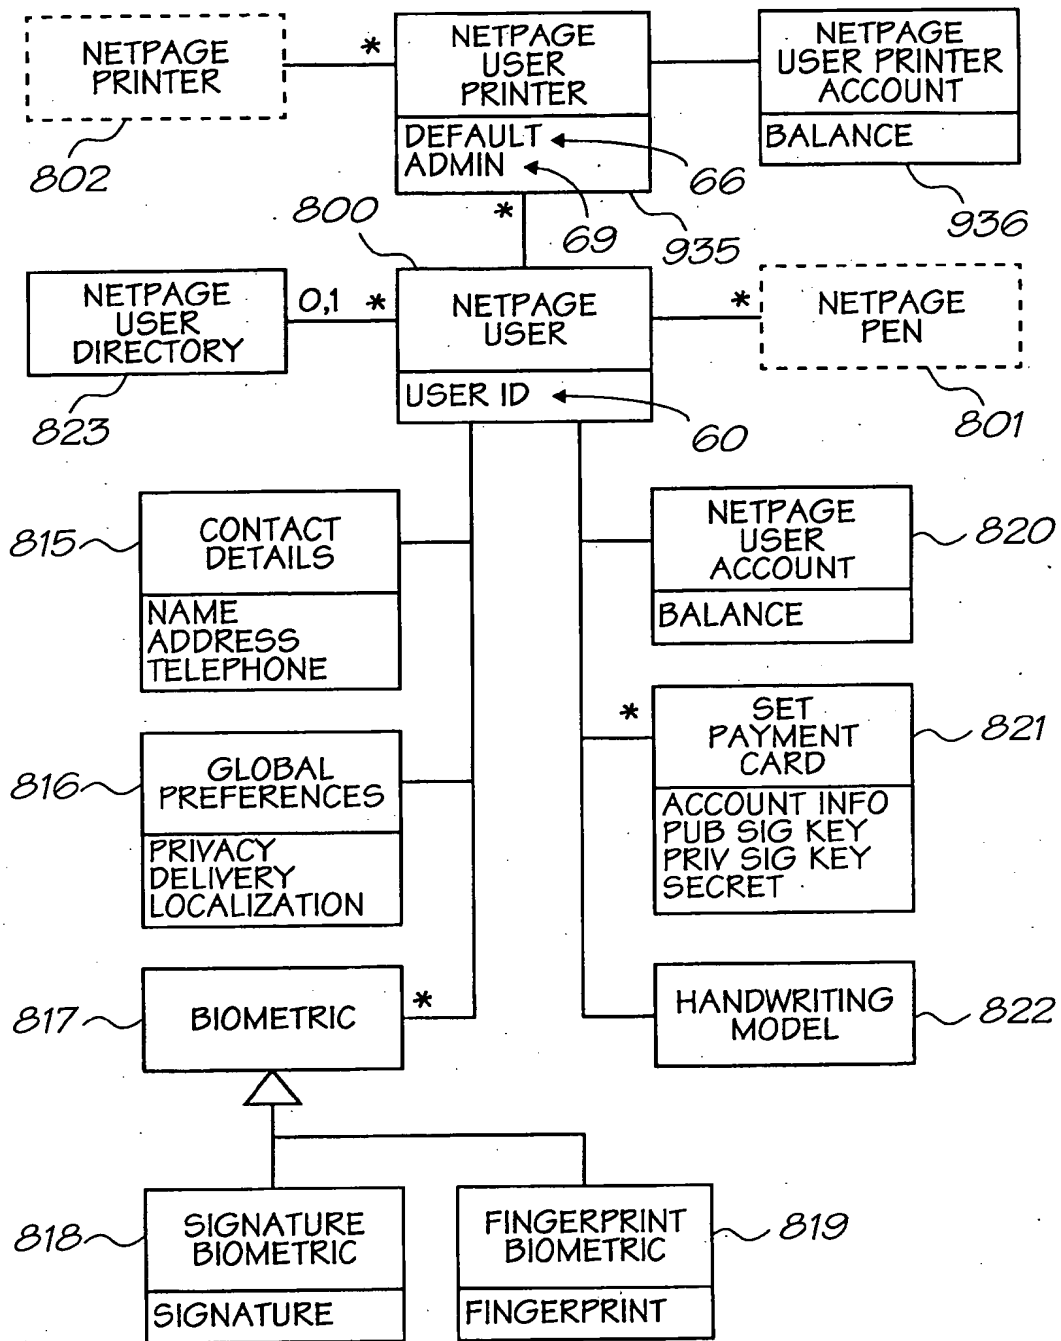 NETPAGE
PRINTER
802
*
NETPAGE
USER
PRINTER
DEFAULT
ADMIN
66
69
935
NETPAGE
USER PRINTER
ACCOUNT
BALANCE
936
*
800
NETPAGE
USER
DIRECTORY
823
0,1 *
NETPAGE
USER
USER ID
60
*
NETPAGE
PEN
801
815
CONTACT
DETAILS
NAME
ADDRESS
TELEPHONE
NETPAGE
USER
ACCOUNT
BALANCE
820
816
GLOBAL
PREFERENCES
PRIVACY
DELIVERY
LOCALIZATION
*
SET
PAYMENT
CARD
ACCOUNT INFO
PUB SIG KEY
PRIV SIG KEY
SECRET
821
817
BIOMETRIC
*
HANDWRITING
MODEL
822
818
SIGNATURE
BIOMETRIC
SIGNATURE
FINGERPRINT
BIOMETRIC
FINGERPRINT
819